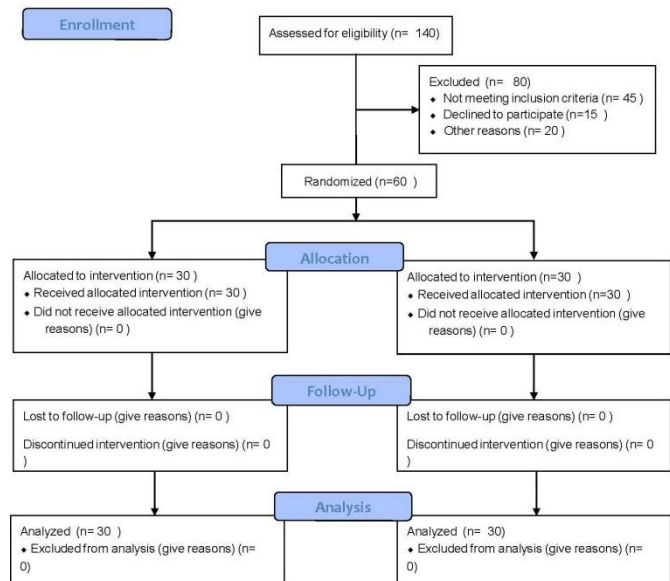 Enrollment
Assessed for eligibility (n= 140)
Excluded (n= 80)
◆ Not meeting inclusion criteria (n= 45 )
◆ Declined to participate (n=15 )
◆ Other reasons (n= 20 )
Randomized (n=60 )
Allocation
Allocated to intervention (n= 30 )
◆ Received allocated intervention (n= 30 )
◆ Did not receive allocated intervention (give
reasons) (n= 0 )
Allocated to intervention (n=30 )
◆ Received allocated intervention (n=30 )
◆ Did not receive allocated intervention (give
reasons) (n= 0 )
Follow-Up
Lost to follow-up (give reasons) (n= 0 )
Discontinued intervention (give reasons) (n= 0
)
Lost to follow-up (give reasons) (n= 0 )
Discontinued intervention (give reasons) (n= 0
)
Analysis
Analyzed (n= 30 )
◆ Excluded from analysis (give reasons) (n=
0)
Analyzed (n= 30)
◆ Excluded from analysis (give reasons) (n=
0)